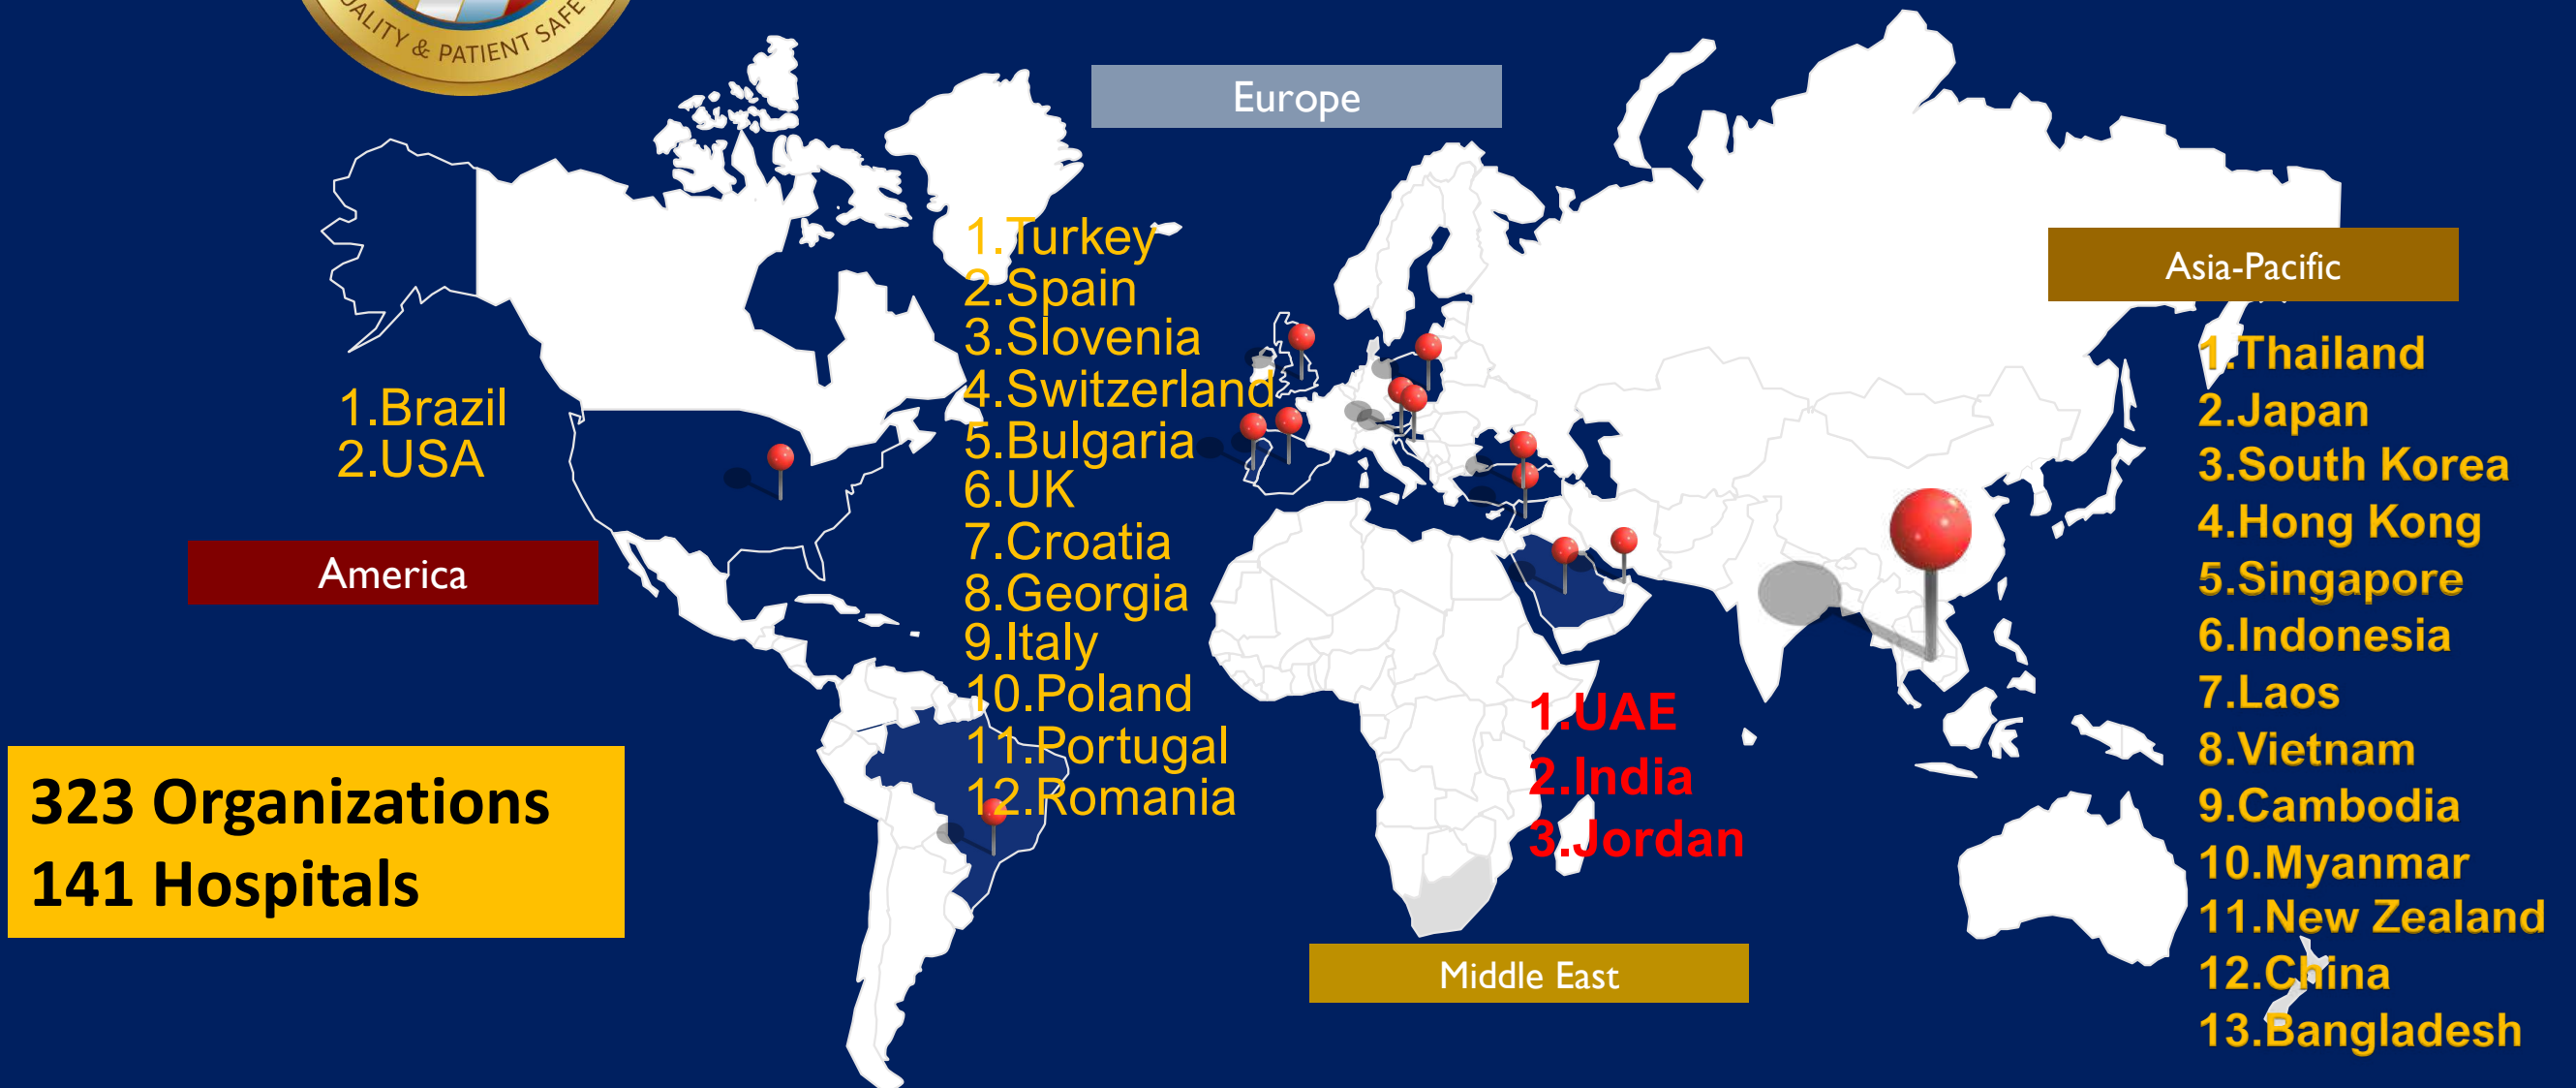 QUALITY & PATIENT SAFE
Europe
1.Turkey
2.Spain
3.Slovenia
4.Switzerland
5.Bulgaria
6.UK
7.Croatia
8.Georgia
9.Italy
10.Poland
11.Portugal
12.Romania
1.Brazil
2.USA
America
323 Organizations
141 Hospitals
1.UAE
2.India
3.Jordan
Middle East
Asia-Pacific
1.Thailand
2.Japan
3.South Korea
4.Hong Kong
5.Singapore
6.Indonesia
7.Laos
8.Vietnam
9.Cambodia
10.Myanmar
11.New Zealand
12.China
13.Bangladesh